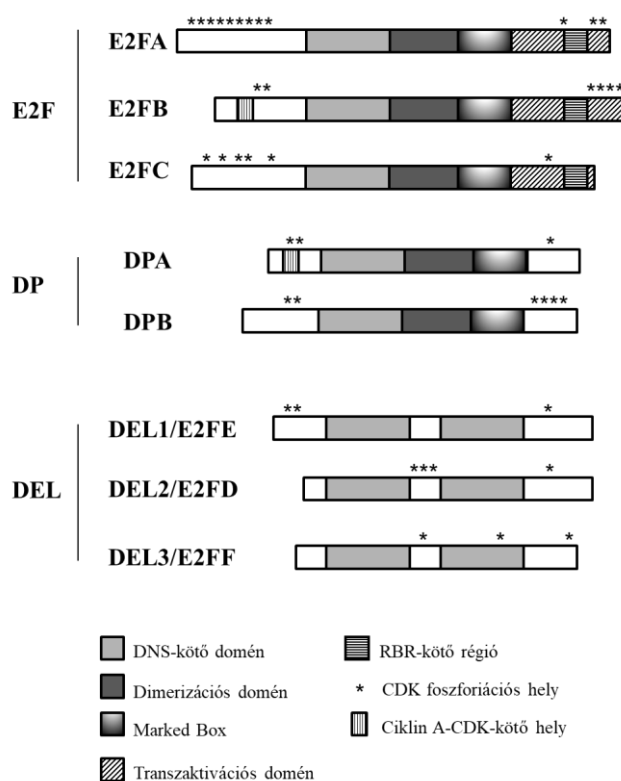 **********
*
**
E2FA
E2F
**
****
E2FB
* * ** *
*
E2FC
**
*
DPA
DP
**
****
DPB
**
*
DEL1/E2FE
DEL
***
*
DEL2/E2FD
*
*
*
DEL3/E2FF
DNS-kötő domén
Dimerizációs domén
Marked Box
Transzaktivációs domén
RBR-kötő régió
* CDK foszforiációs hely
Ciklin A-CDK-kötő hely